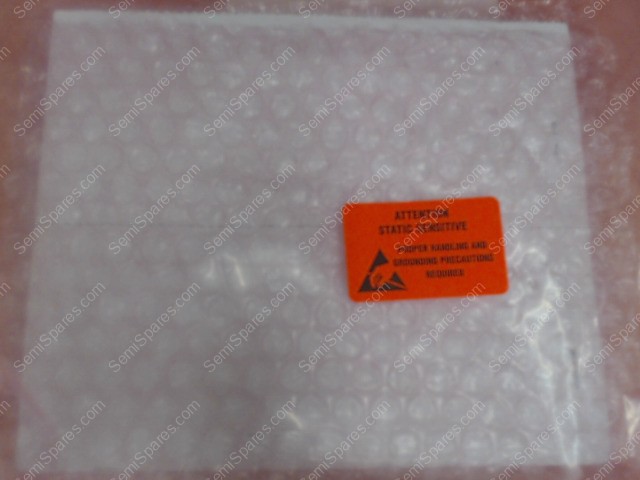 ATTENTION
STATIC SENSITIVE
PROPER HANDLING AND
GROUNDING PRECAUTIONS
REQUIRED
SemiSpares.com